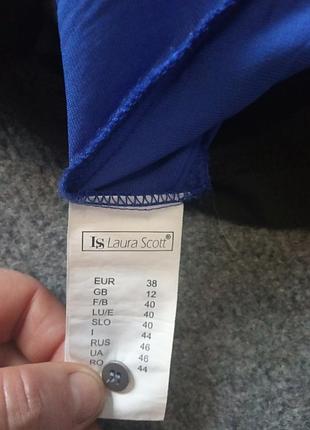 LS Laura Scott®
EUR 38
GB 12
F/B 40
LU/E 40
SLO 40
I 44
RUS 46
UA 46
RO 44